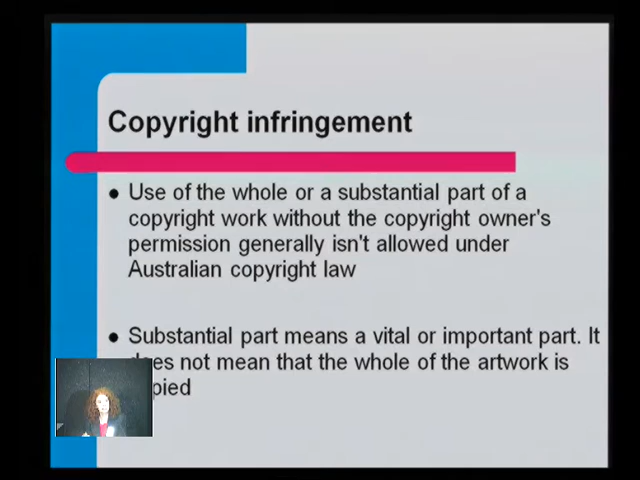 Copyright infringement
Use of the whole or a substantial part of a
copyright work without the copyright owner's
permission generally isn't allowed under
Australian copyright law
Substantial part means a vital or important part. It
es not mean that the whole of the artwork is
pied